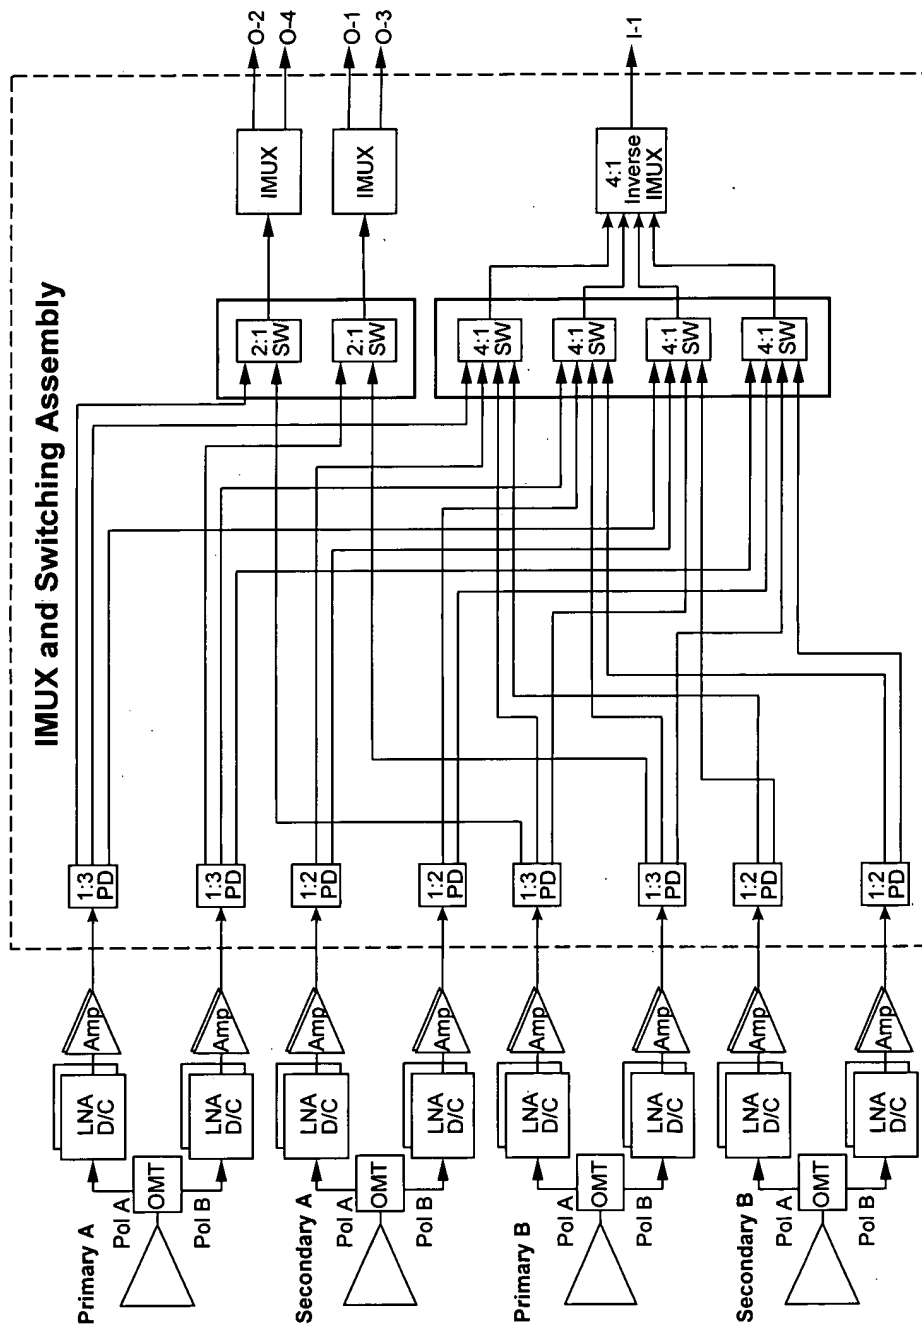 IMUX and Switching Assembly
Primary A
Pol A
Pol B
OMT
LNA
D/C
LNA
D/C
Amp
Amp
1:3
PD
1:3
PD
Secondary A
Pol A
Pol B
OMT
LNA
D/C
LNA
D/C
Amp
Amp
1:2
PD
1:2
PD
Primary B
Pol A
Pol B
OMT
LNA
D/C
LNA
D/C
Amp
Amp
1:3
PD
1:3
PD
Secondary B
Pol A
Pol B
OMT
LNA
D/C
LNA
D/C
Amp
Amp
1:2
PD
1:2
PD
2:1
SW
2:1
SW
4:1
SW
4:1
SW
4:1
SW
4:1
SW
IMUX
IMUX
4:1
Inverse
IMUX
O-2
O-4
O-1
O-3
I-1